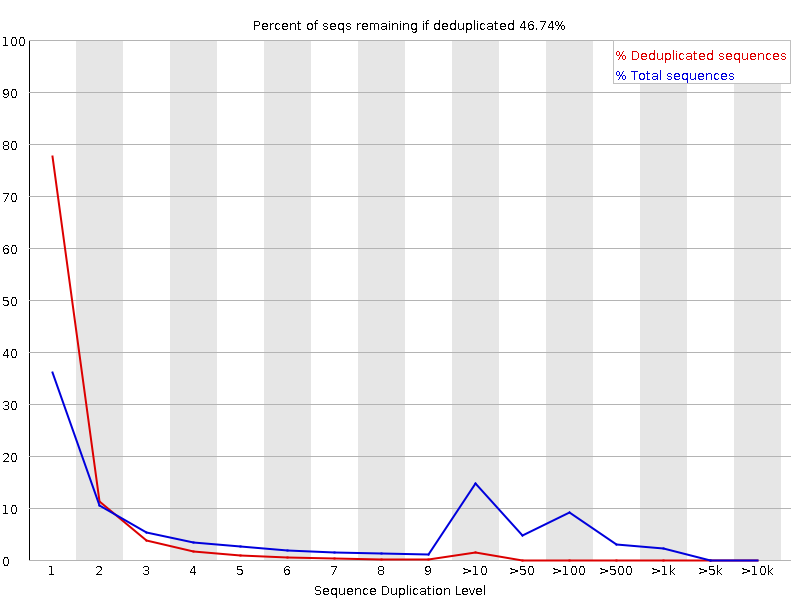 Percent of seqs remaining if deduplicated 46.74%
% Deduplicated sequences
% Total sequences
100
90
80
70
60
50
40
30
20
10
0
1 2 3 4 5 6 7 8 9 >10 >50 >100 >500 >1k >5k >10k
Sequence Duplication Level